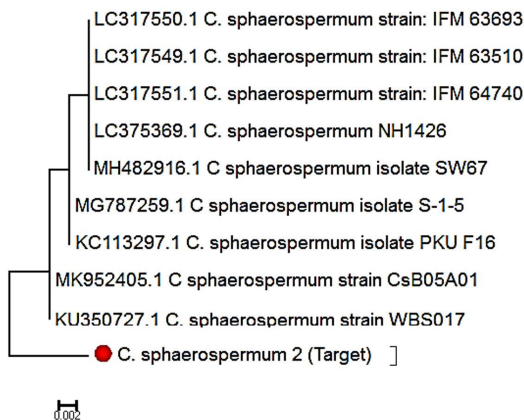 LC317550.1 C. sphaerospermum strain: IFM 63693
LC317549.1 C. sphaerospermum strain: IFM 63510
LC317551.1 C. sphaerospermum strain: IFM 64740
LC375369.1 C. sphaerospermum NH1426
MH482916.1 C sphaerospermum isolate SW67
MG787259.1 C. sphaerospermum isolate S-1-5
KC113297.1 C. sphaerospermum isolate PKU F16
MK952405.1 C sphaerospermum strain CsB05A01
KU350727.1 C. sphaerospermum strain WBS017
C. sphaerospermum 2 (Target)
0.002